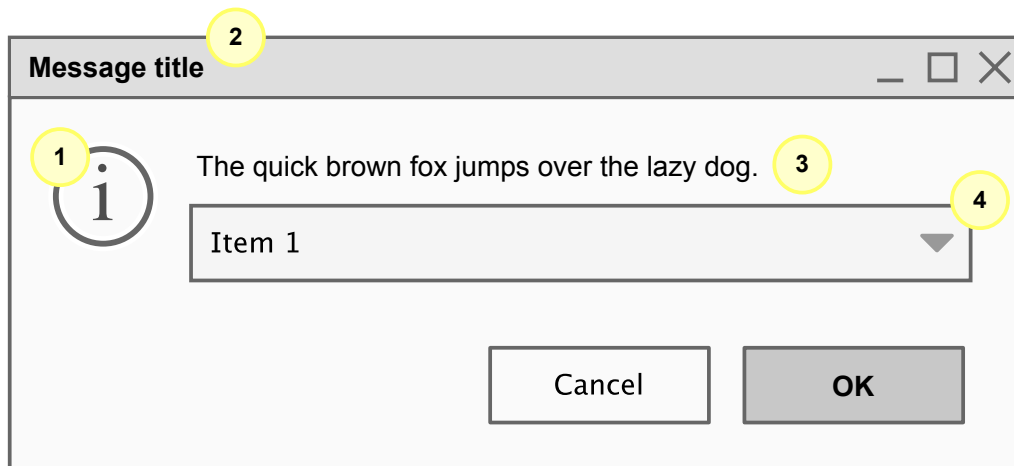 2
Message title
1
i
The quick brown fox jumps over the lazy dog.
3
4
Item 1
Cancel
OK